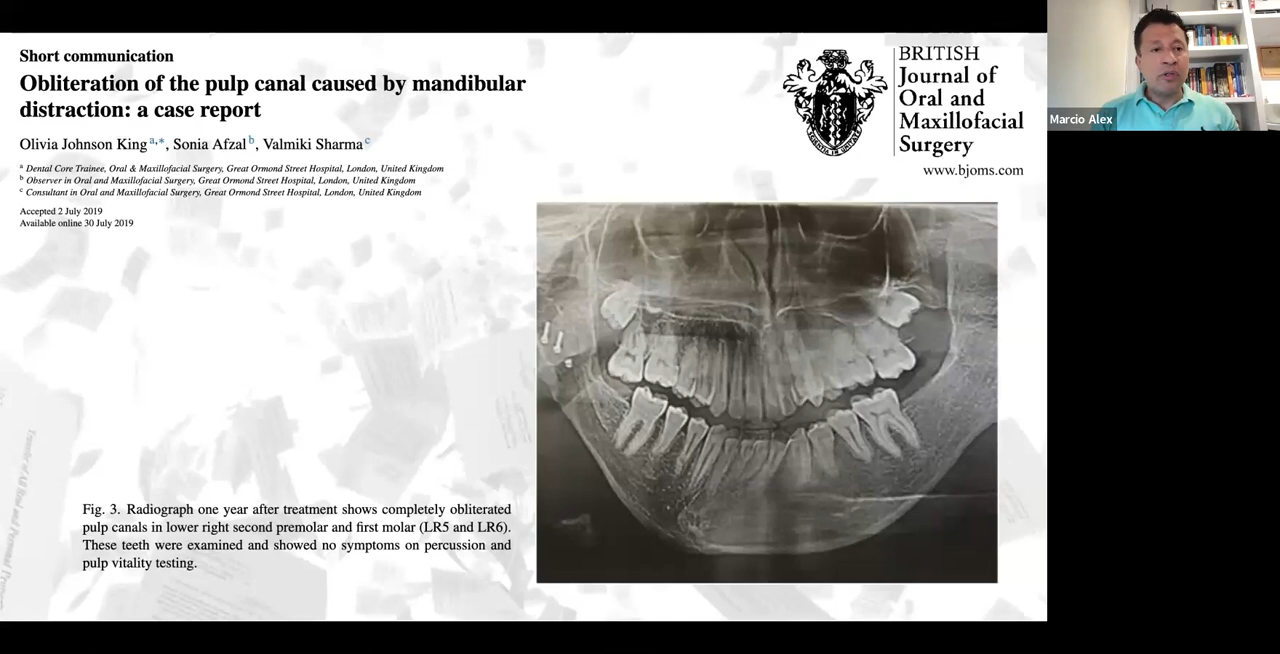 Short communication
Obliteration of the pulp canal caused by mandibular
distraction: a case report
Olivia Johnson King a,*, Sonia Afzal b, Valmiki Sharma c
a Dental Core Trainee, Oral & Maxillofacial Surgery, Great Ormond Street Hospital, London, United Kingdom
b Observer in Oral and Maxillofacial Surgery, Great Ormond Street Hospital, London, United Kingdom
c Consultant in Oral and Maxillofacial Surgery, Great Ormond Street Hospital, London, United Kingdom
Accepted 2 July 2019
Available online 30 July 2019
BRITISH
Journal of
Oral and
Maxillofacial
Surgery
www.bjoms.com
Marcio Alex
Fig. 3. Radiograph one year after treatment shows completely obliterated
pulp canals in lower right second premolar and first molar (LR5 and LR6).
These teeth were examined and showed no symptoms on percussion and
pulp vitality testing.